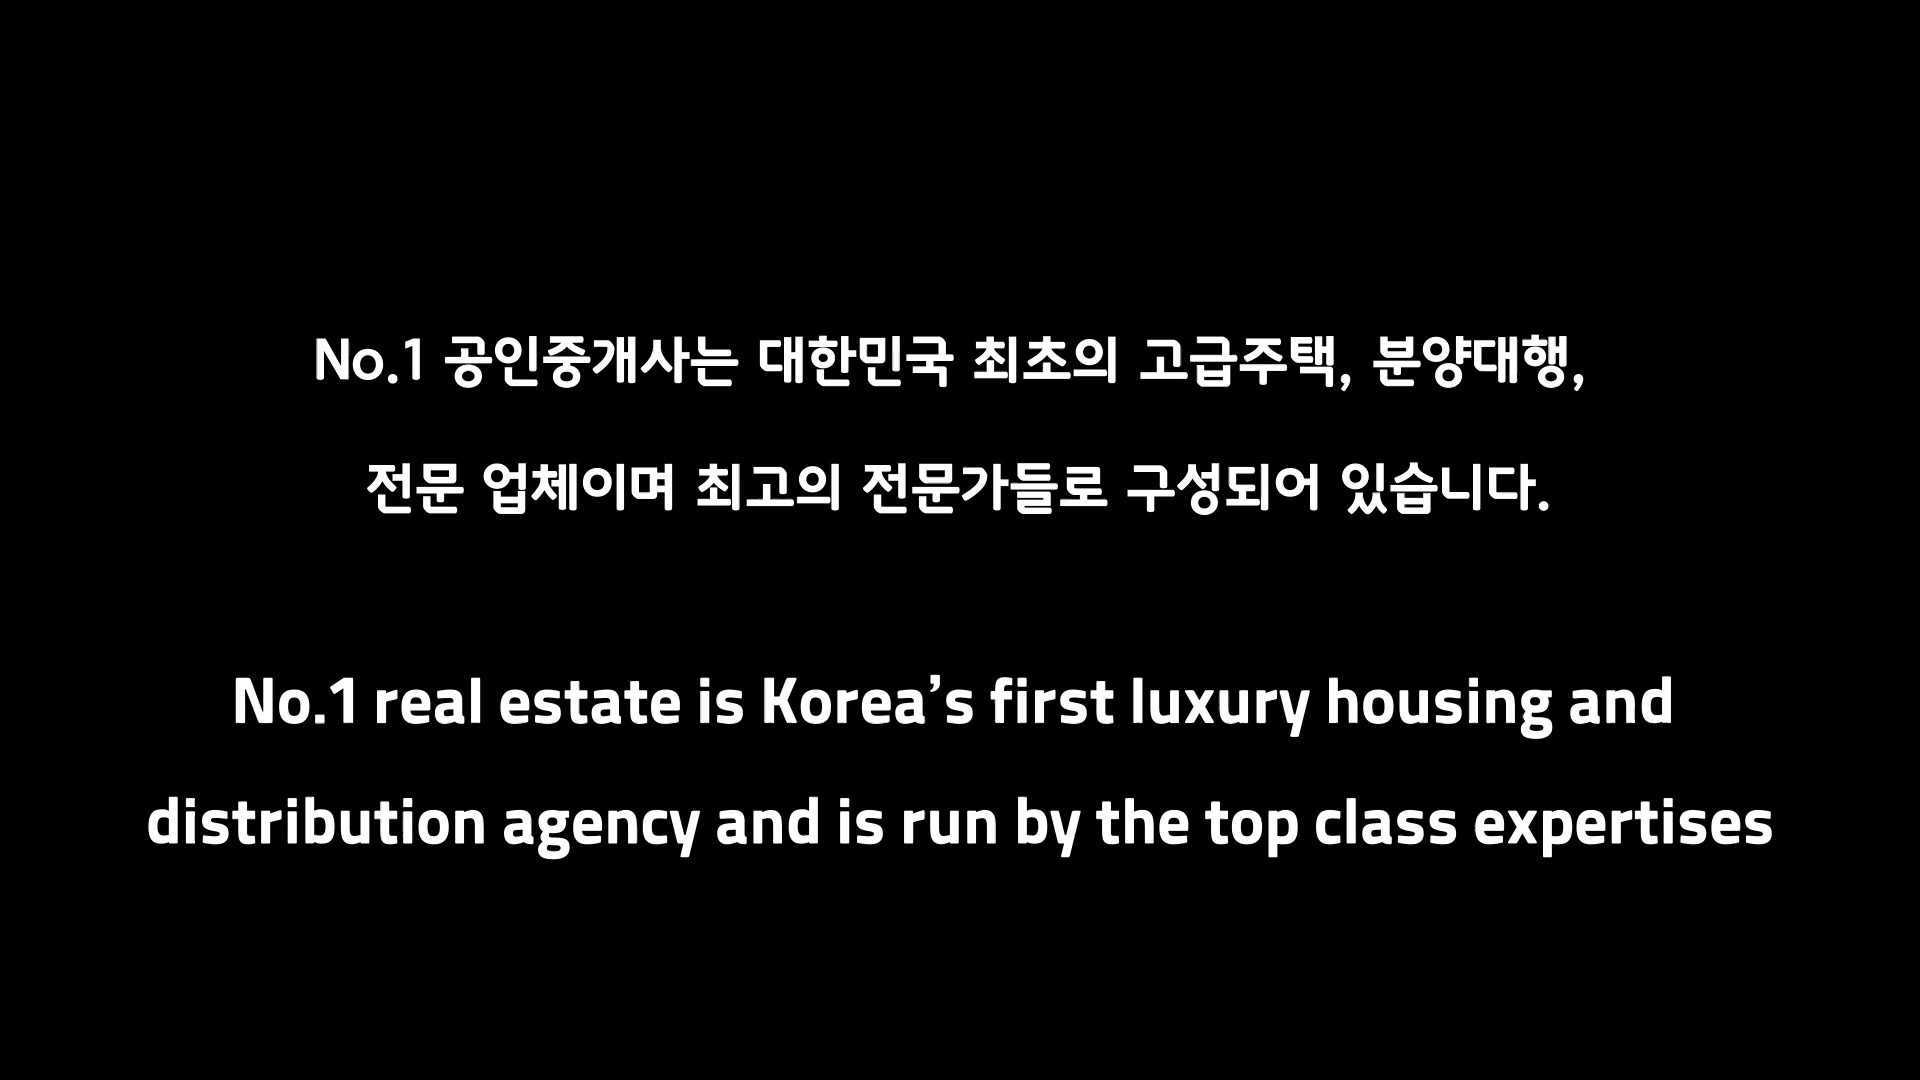 No.1 공인중개사는 대한민국 최초의 고급주택, 분양대행,
전문 업체이며 최고의 전문가들로 구성되어 있습니다.
No.1 real estate is Korea’s first luxury housing and
distribution agency and is run by the top class expertises